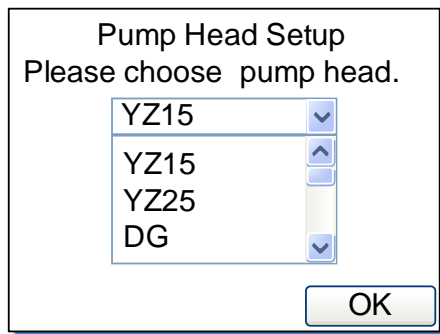 Pump Head Setup
Please choose pump head.
YZ15
YZ15
YZ25
DG
OK